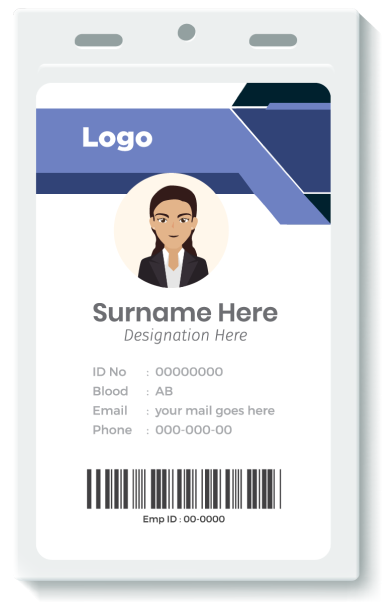 Logo
Surname Here
Designation Here
ID No : 00000000
Blood : AB
Email : your mail goes here
Phone : 000-000-00
Emp ID : 00-0000